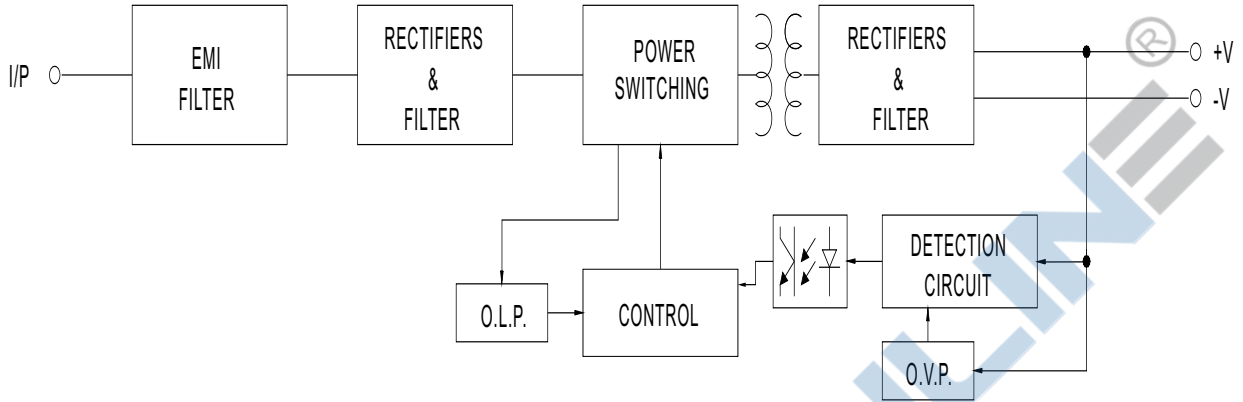 I/P
EMI
FILTER
RECTIFIERS
&
FILTER
POWER
SWITCHING
RECTIFIERS
&
FILTER
+V
-V
®
O.L.P.
CONTROL
DETECTION
CIRCUIT
O.V.P.